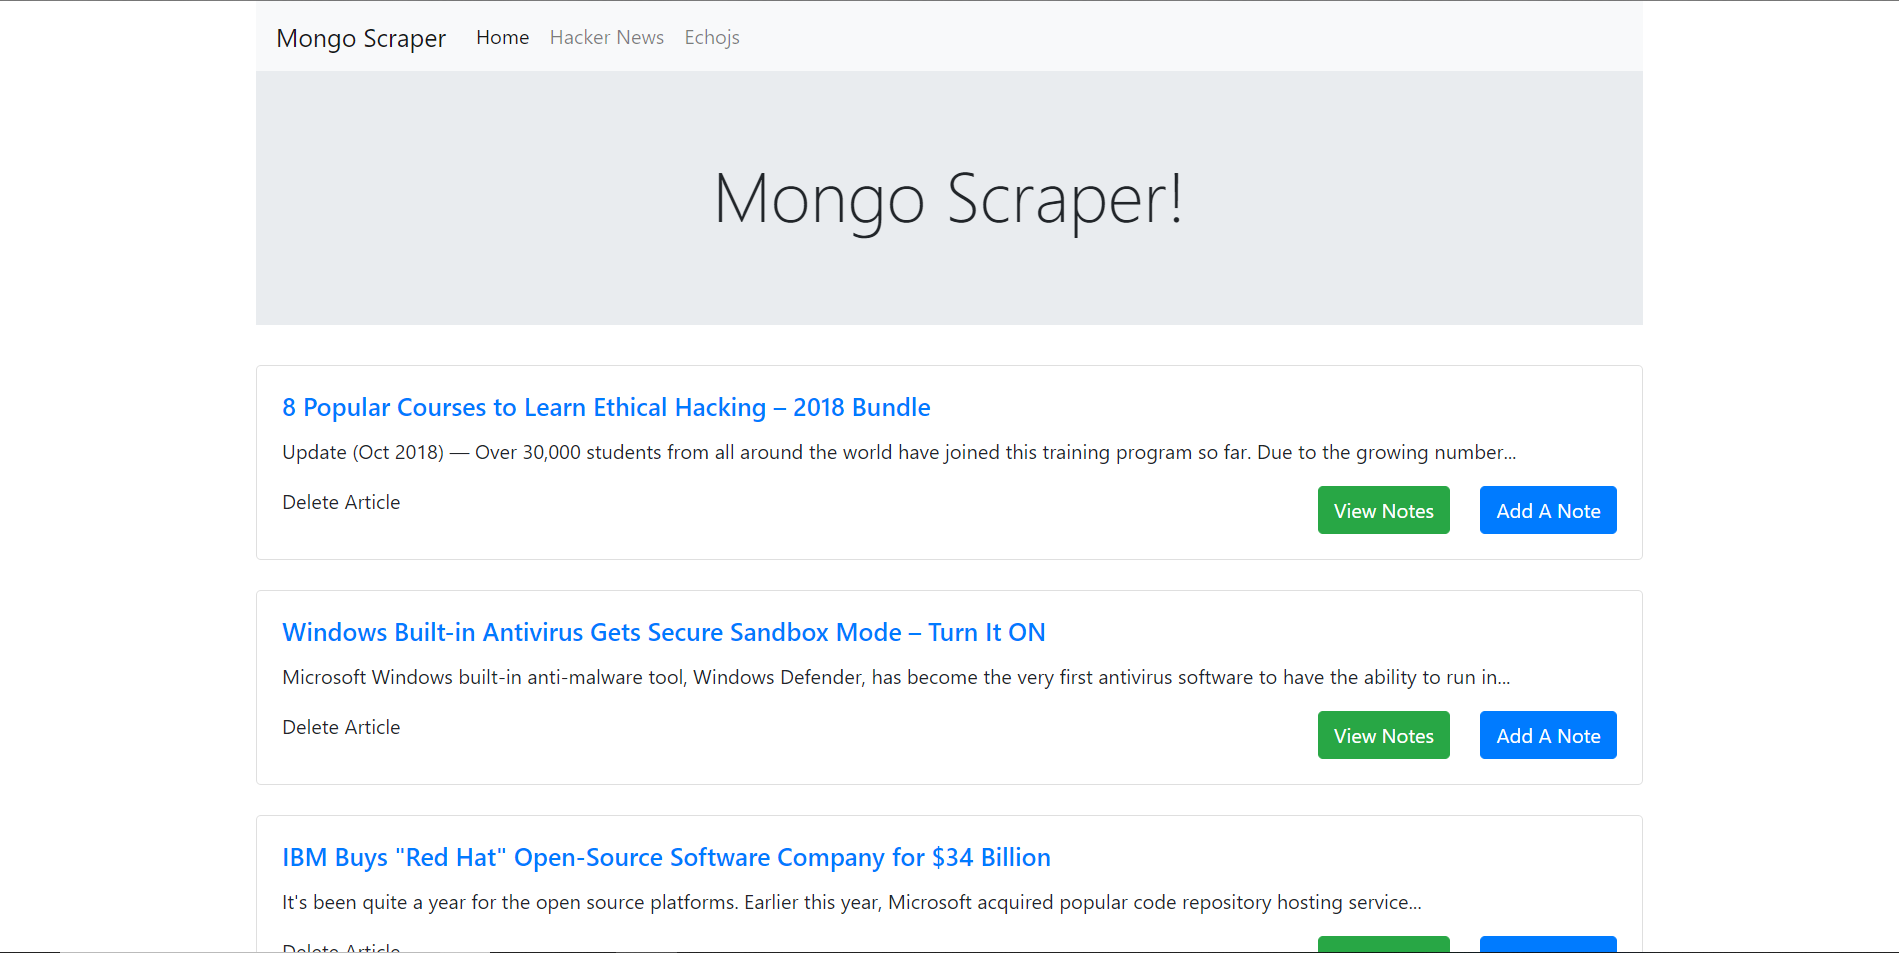 Mongo Scraper Home Hacker News Echojs
Mongo Scraper!
8 Popular Courses to Learn Ethical Hacking – 2018 Bundle
Update (Oct 2018) — Over 30,000 students from all around the world have joined this training program so far. Due to the growing number...
Delete Article View Notes Add A Note
Windows Built-in Antivirus Gets Secure Sandbox Mode – Turn It ON
Microsoft Windows built-in anti-malware tool, Windows Defender, has become the very first antivirus software to have the ability to run in...
Delete Article View Notes Add A Note
IBM Buys "Red Hat" Open-Source Software Company for $34 Billion
It's been quite a year for the open source platforms. Earlier this year, Microsoft acquired popular code repository hosting service...
Delete Article